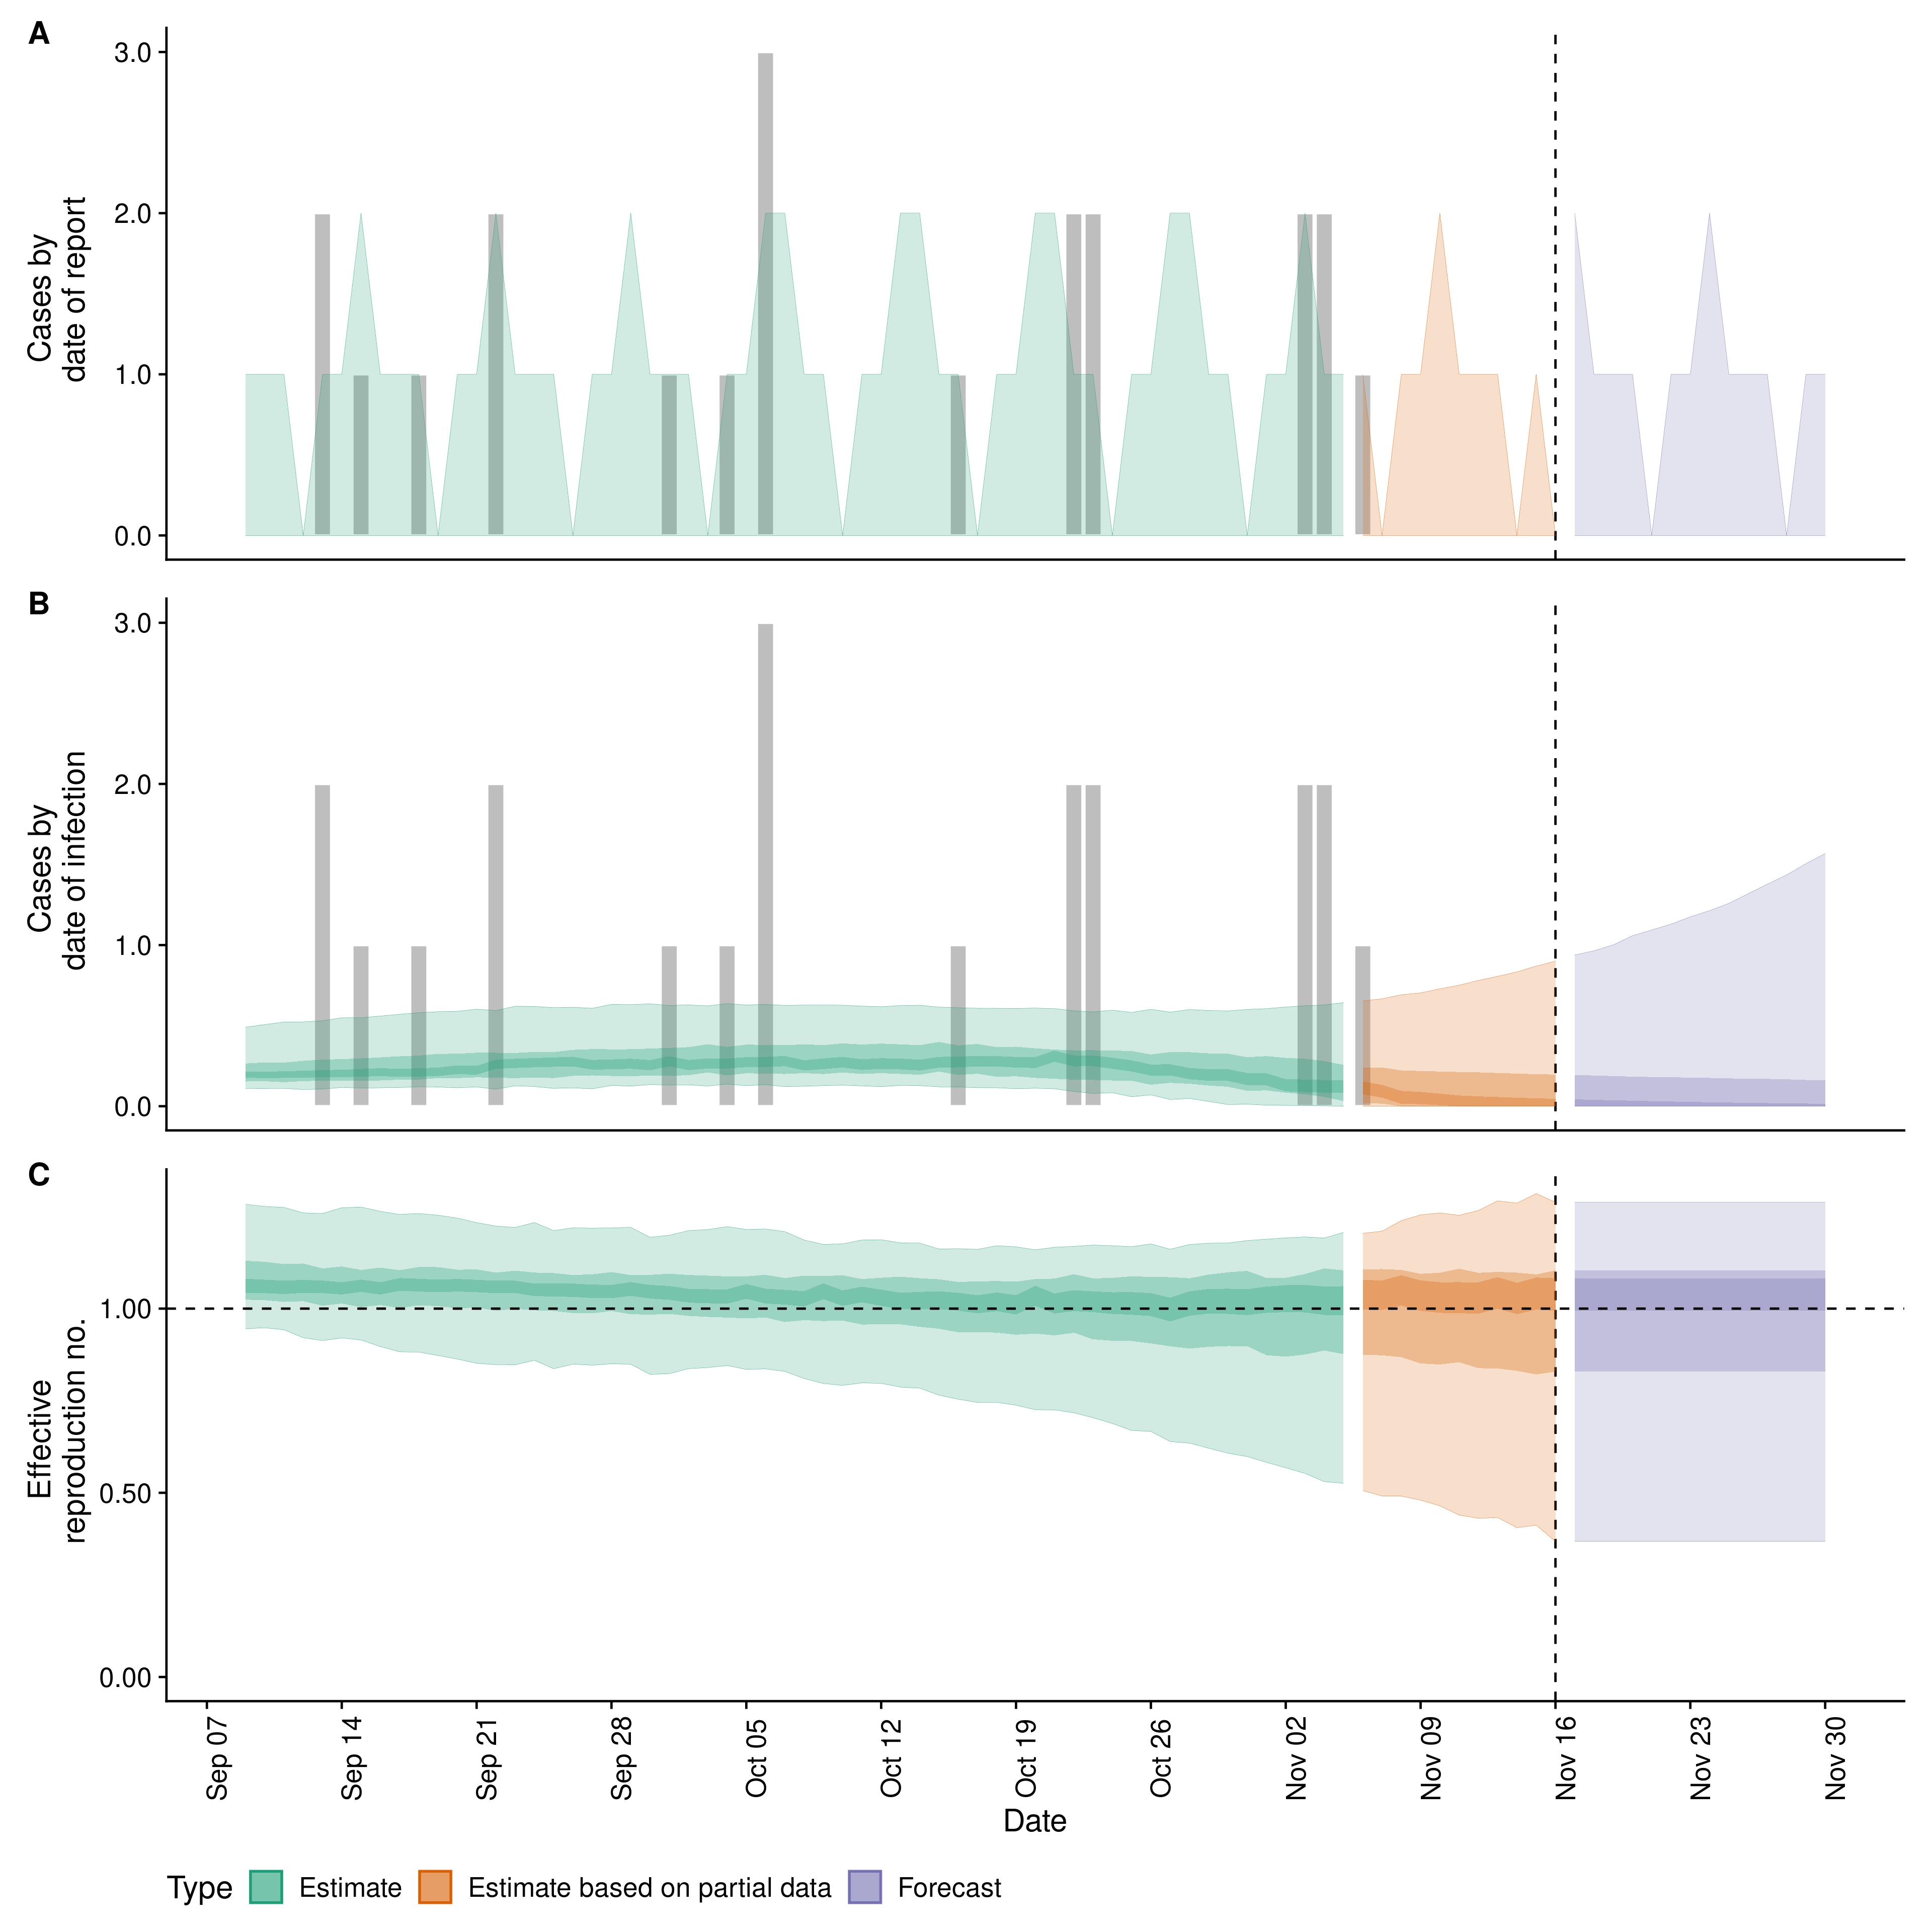 A
Cases by
date of report
3.0
2.0
1.0
0.0
B
Cases by
date of infection
3.0
2.0
1.0
0.0
C
Effective
reproduction no.
1.00
0.50
0.00
Sep 07
Sep 14
Sep 21
Sep 28
Oct 05
Oct 12
Oct 19
Oct 26
Nov 02
Nov 09
Nov 16
Nov 23
Nov 30
Date
Type
Estimate
Estimate based on partial data
Forecast